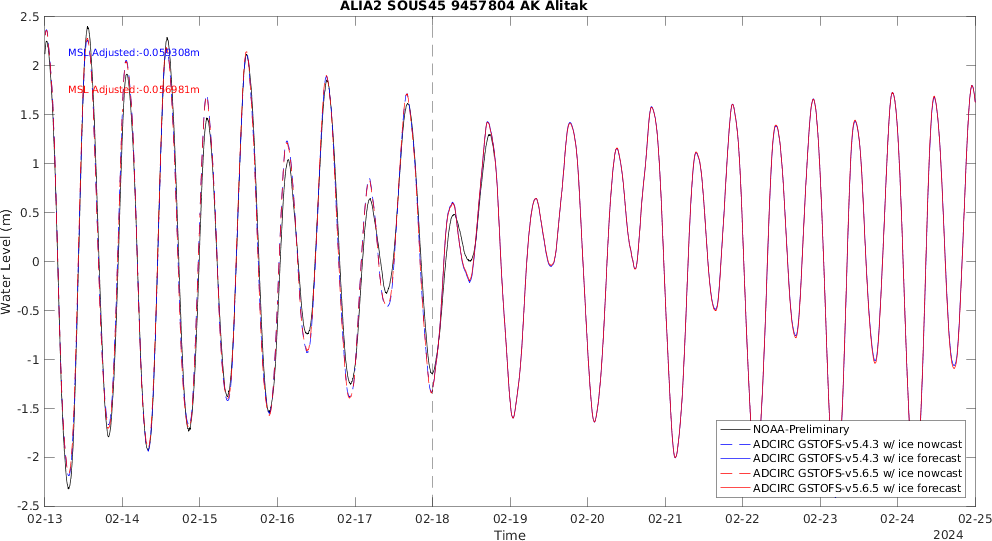 ALIA2 SOUS45 9457804 AK Alitak
MSL Adjusted:-0.059308m
MSL Adjusted:-0.056981m
Water Level (m)
2.5
2
1.5
1
0.5
0
-0.5
-1
-1.5
-2
-2.5
NOAA-Preliminary
ADCIRC GSTOFS-v5.4.3 w/ ice nowcast
ADCIRC GSTOFS-v5.4.3 w/ ice forecast
ADCIRC GSTOFS-v5.6.5 w/ ice nowcast
ADCIRC GSTOFS-v5.6.5 w/ ice forecast
02-13 02-14 02-15 02-16 02-17 02-18 02-19 02-20 02-21 02-22 02-23 02-24 02-25
Time
2024